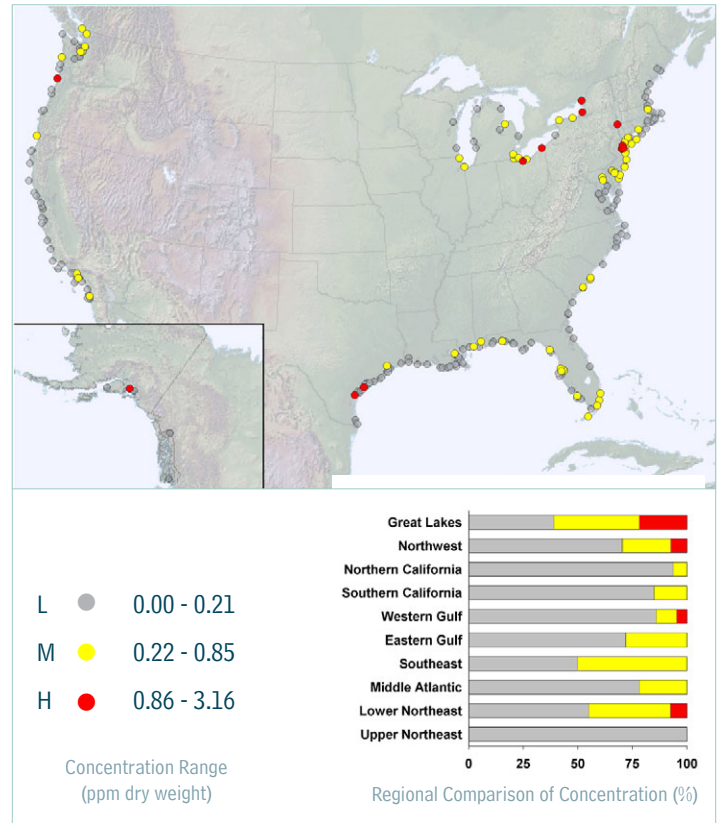 L 0.00 - 0.21
M 0.22 - 0.85
H 0.86 - 3.16
Concentration Range
(ppm dry weight)
Great Lakes
Northwest
Northern California
Southern California
Western Gulf
Eastern Gulf
Southeast
Middle Atlantic
Lower Northeast
Upper Northeast
0 25 50 75 100
Regional Comparison of Concentration (%)